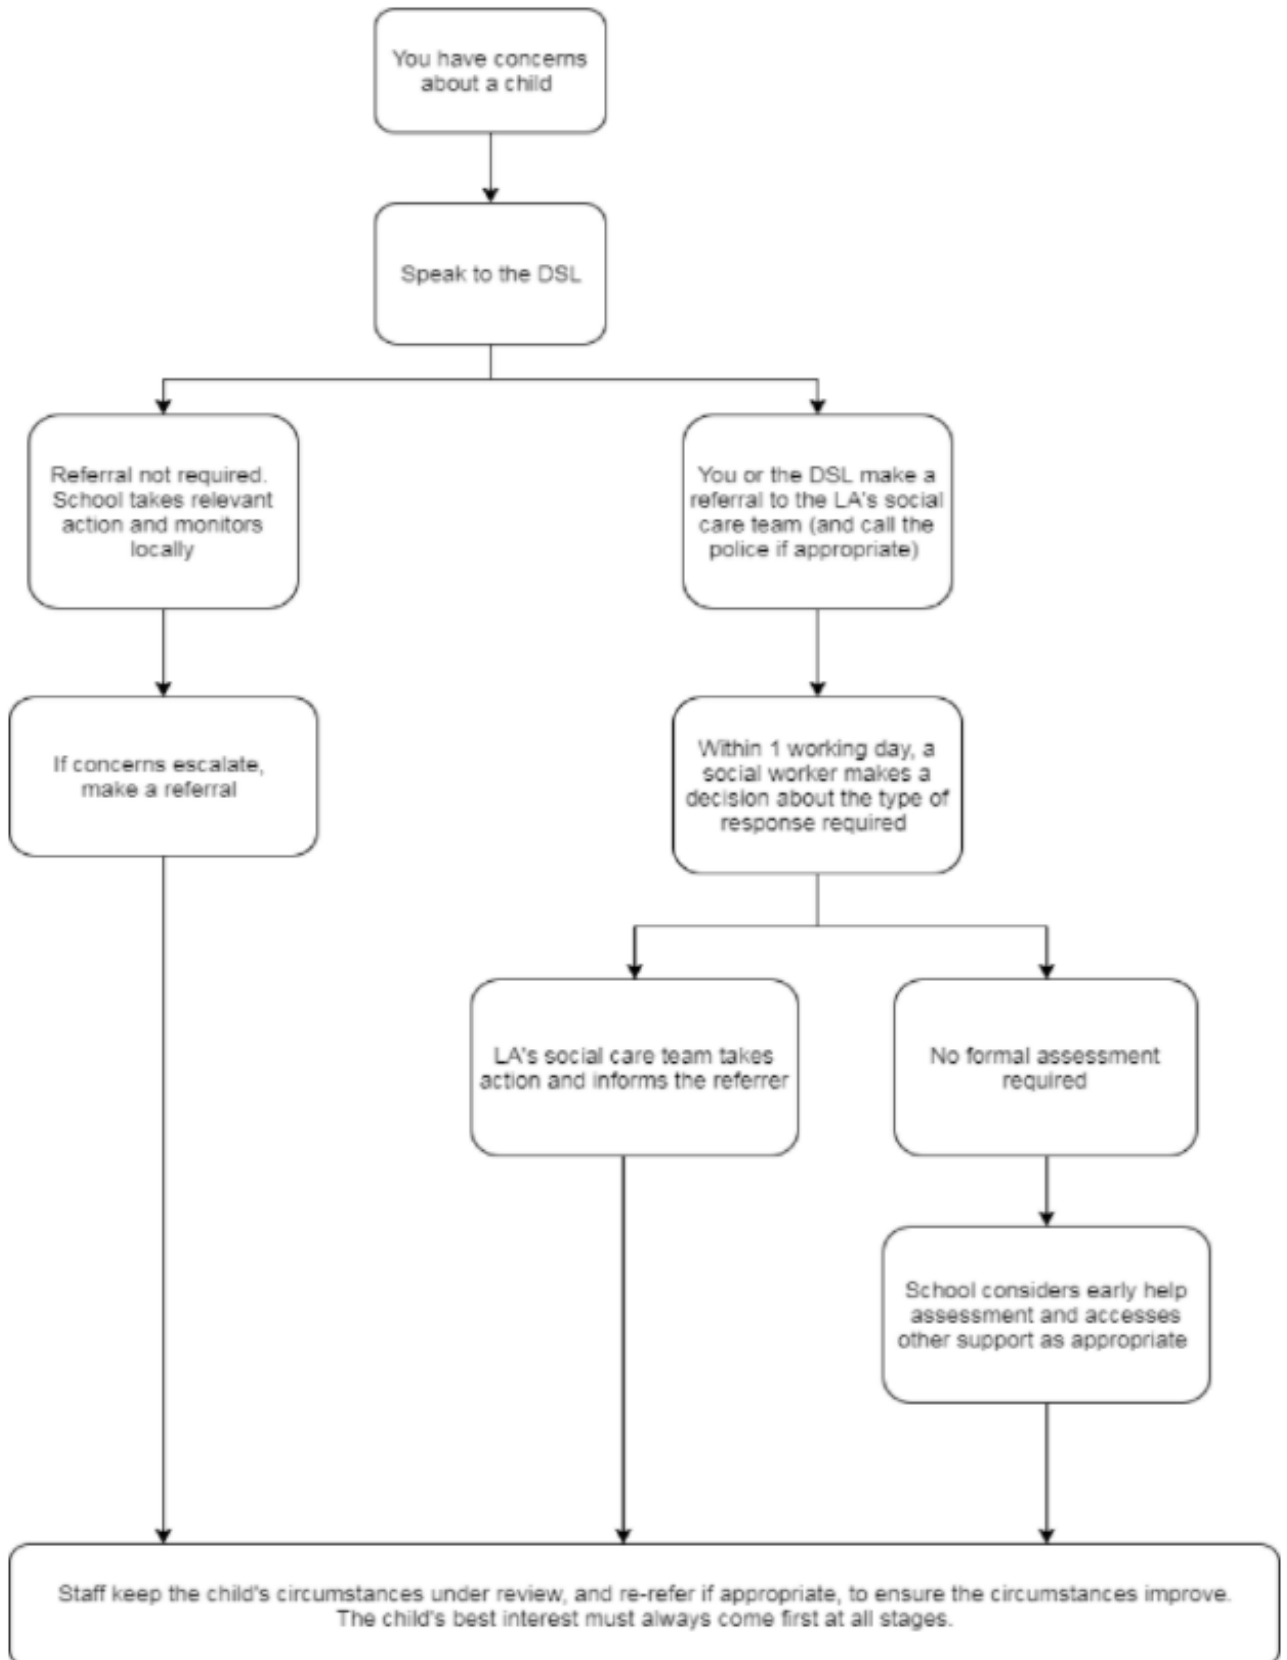 You have concerns
about a child
Speak to the DSL
Referral not required.
School takes relevant
action and monitors
locally
You or the DSL make a
referral to the LA's social
care team (and call the
police if appropriate)
If concerns escalate,
make a referral
Within 1 working day, a
social worker makes a
decision about the type of
response required
LA's social care team takes
action and informs the referrer
No formal assessment
required
School considers early help
assessment and accesses
other support as appropriate
Staff keep the child's circumstances under review, and re-refer if appropriate, to ensure the circumstances improve.
The child's best interest must always come first at all stages.